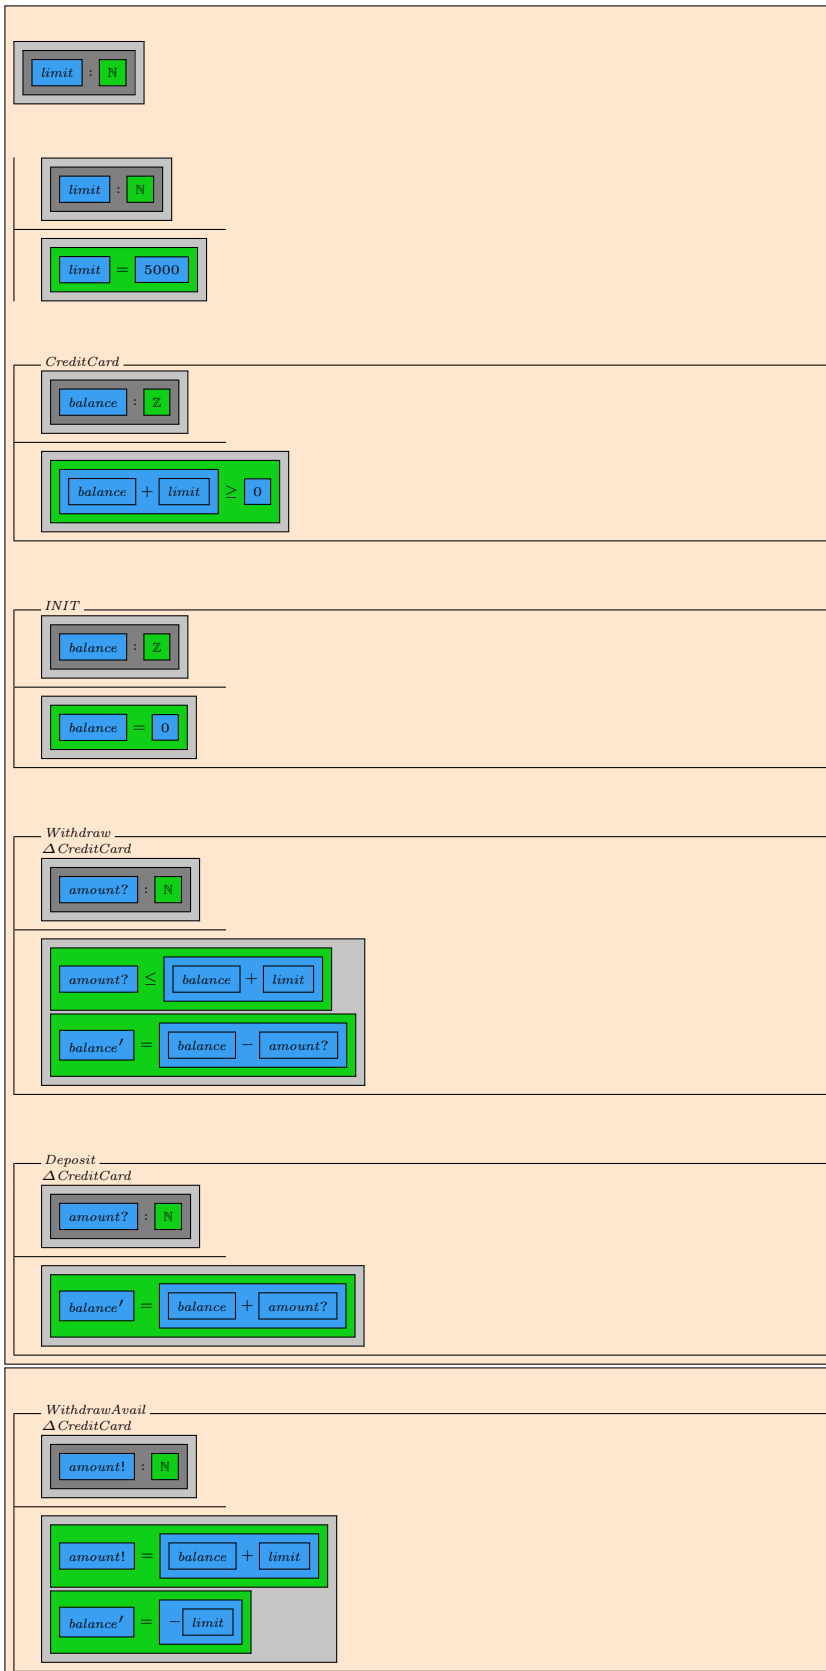 limit : ℕ
limit : ℕ
limit = 5000
CreditCard
balance : ℤ
balance + limit ≥ 0
INIT
balance : ℤ
balance = 0
Withdraw
Δ CreditCard
amount? : ℕ
amount? ≤ balance + limit
balance′ = balance − amount?
Deposit
Δ CreditCard
amount? : ℕ
balance′ = balance + amount?
WithdrawAvail
Δ CreditCard
amount! : ℕ
amount! = balance + limit
balance′ = − limit